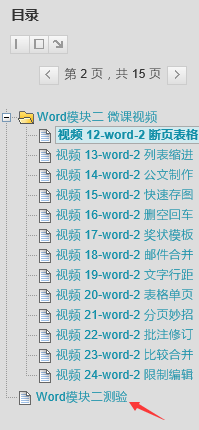 目录
第 2 页，共 15 页
Word模块二 微课视频
视频 12-word-2 断页表格
视频 13-word-2 列表缩进
视频 14-word-2 公文制作
视频 15-word-2 快速存图
视频 16-word-2 删空回车
视频 17-word-2 奖状模板
视频 18-word-2 邮件合并
视频 19-word-2 文字行距
视频 20-word-2 表格单页
视频 21-word-2 分页妙招
视频 22-word-2 批注修订
视频 23-word-2 比较合并
视频 24-word-2 限制编辑
Word模块二测验